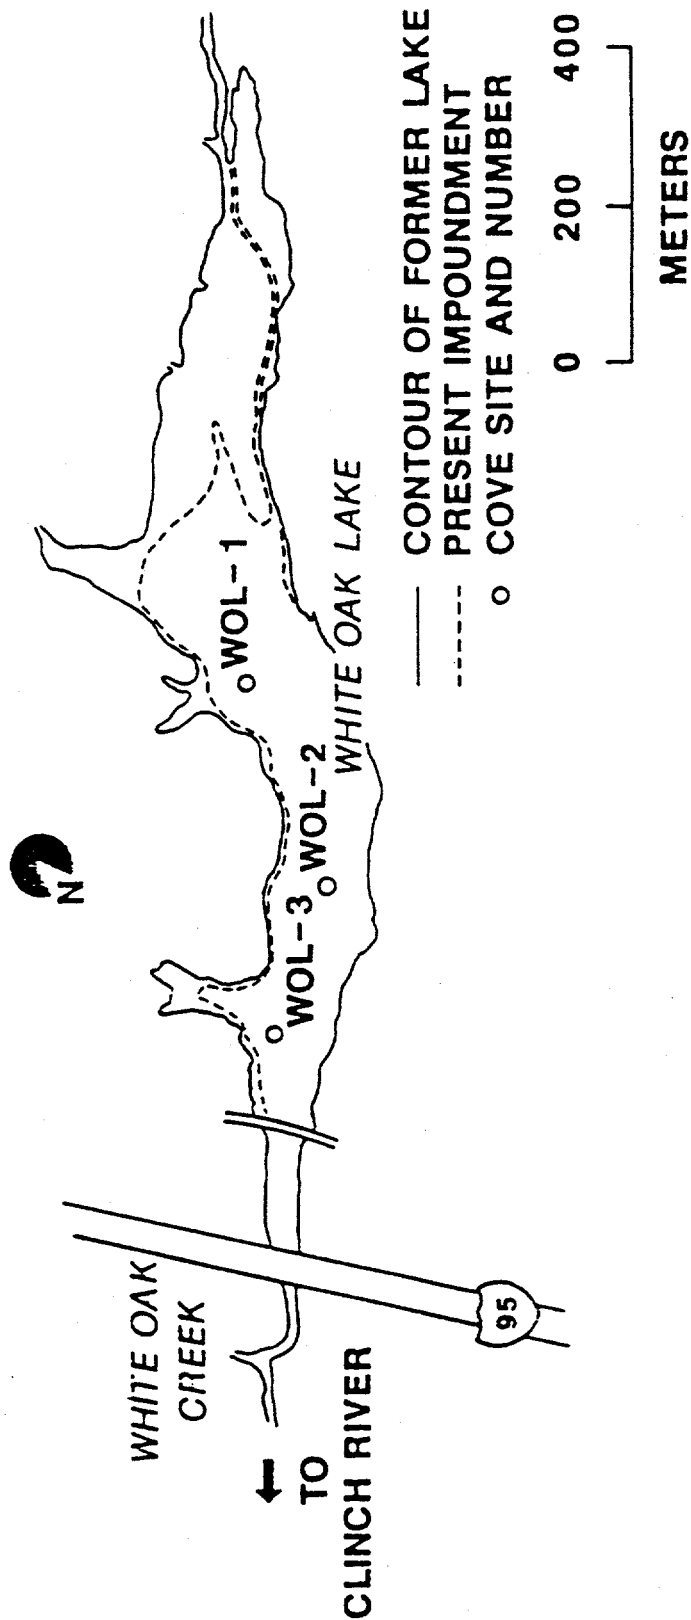 N
WOL-1
WOL-2
WOL-3
WHITE OAK LAKE
WHITE OAK
CREEK
95
TO
CLINCH RIVER
CONTOUR OF FORMER LAKE
PRESENT IMPOUNDMENT
COVE SITE AND NUMBER
0 200 400
METERS